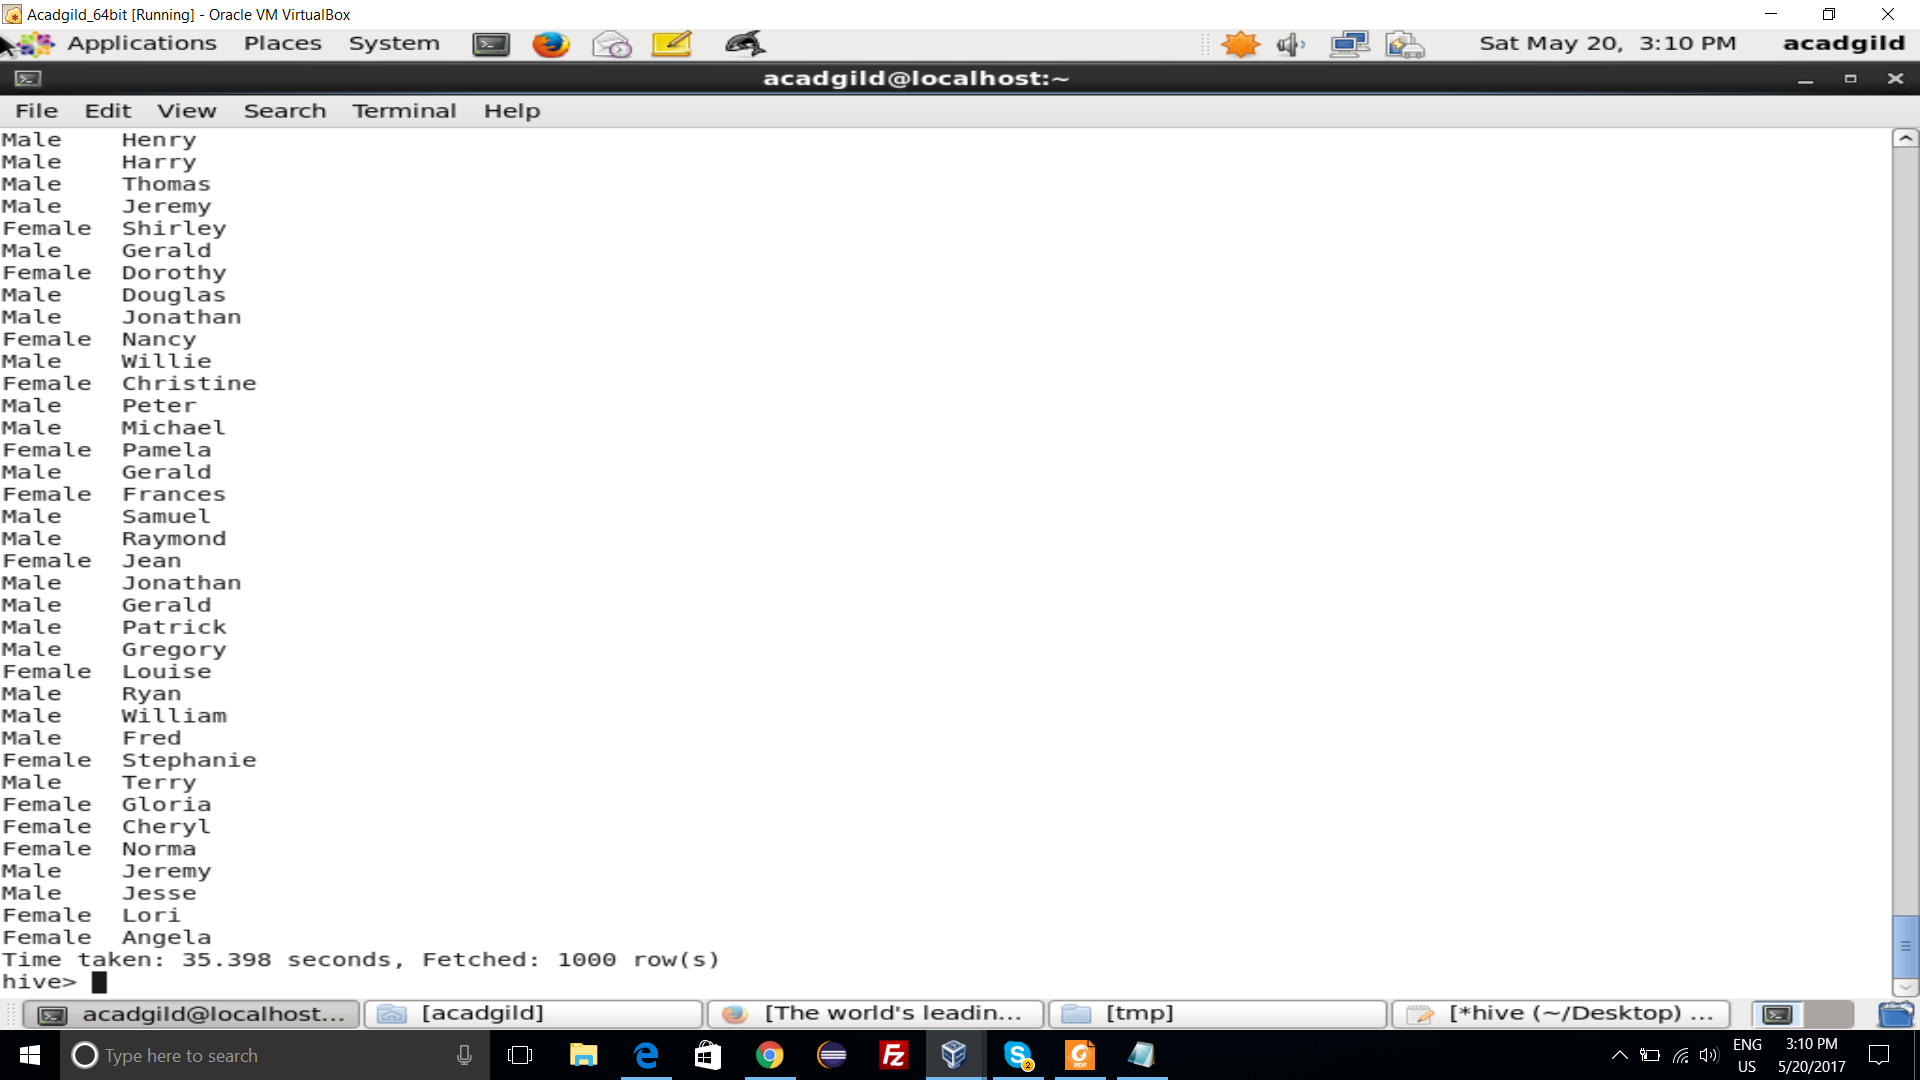 Acadgild_64bit [Running] - Oracle VM VirtualBox
Applications Places System Sat May 20, 3:10 PM acadgild
acadgild@localhost:~
File Edit View Search Terminal Help
Male Henry
Male Harry
Male Thomas
Male Jeremy
Female Shirley
Male Gerald
Female Dorothy
Male Douglas
Male Jonathan
Female Nancy
Male Willie
Female Christine
Male Peter
Male Michael
Female Pamela
Male Gerald
Female Frances
Male Samuel
Male Raymond
Female Jean
Male Jonathan
Male Gerald
Male Patrick
Male Gregory
Female Louise
Male Ryan
Male William
Male Fred
Female Stephanie
Male Terry
Female Gloria
Female Cheryl
Female Norma
Male Jeremy
Male Jesse
Female Lori
Female Angela
Time taken: 35.398 seconds, Fetched: 1000 row(s)
hive>
acadgild@localhost... [acadgild] [The world's leadin... [tmp] [*hive (~/Desktop) ...
Type here to search ENG 3:10 PM
US 5/20/2017